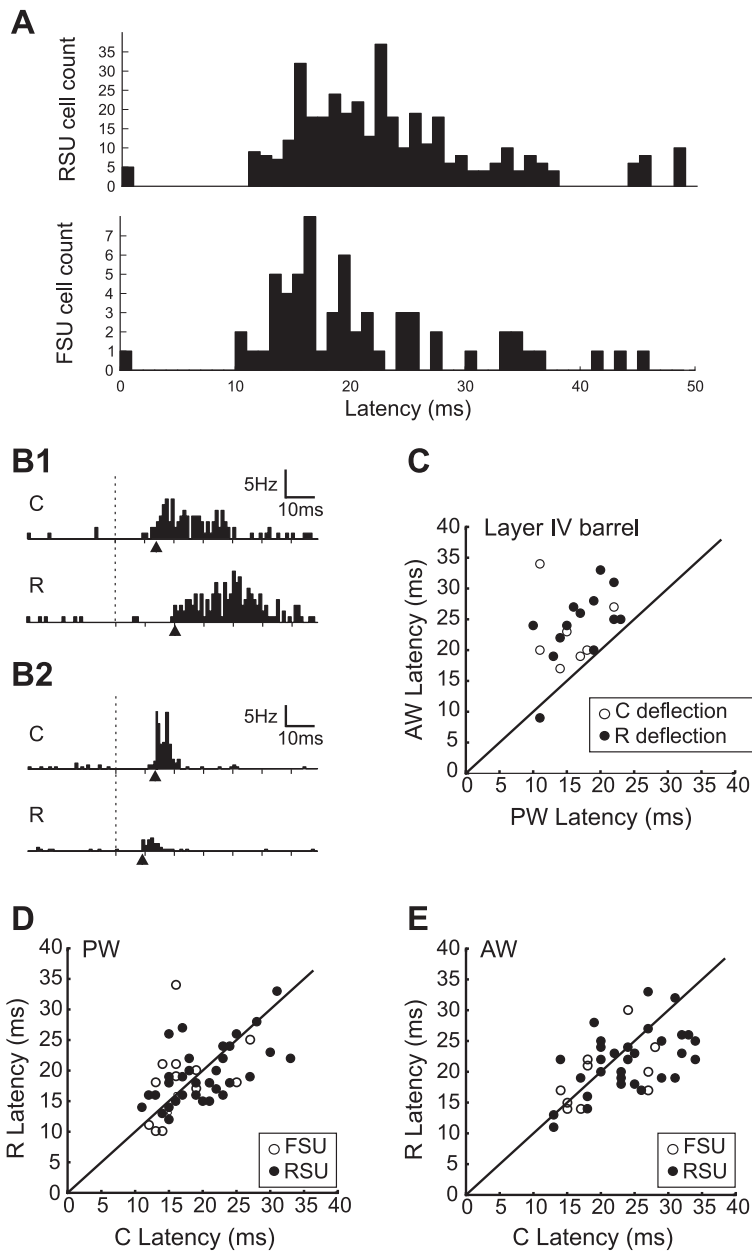 A
RSU cell count
35
30
25
20
15
10
5
0
0 10 20 30 40 50
FSU cell count
7
6
5
4
3
2
1
0
0 10 20 30 40 50
Latency (ms)
B1
C
5Hz
10ms
R
B2
C
5Hz
10ms
R
C
Layer IV barrel
AW Latency (ms)
40
35
30
25
20
15
10
5
0
0 5 10 15 20 25 30 35 40
PW Latency (ms)
C deflection
R deflection
D
PW
R Latency (ms)
40
35
30
25
20
15
10
5
0
0 5 10 15 20 25 30 35 40
C Latency (ms)
FSU
RSU
E
AW
R Latency (ms)
40
35
30
25
20
15
10
5
0
0 5 10 15 20 25 30 35 40
C Latency (ms)
FSU
RSU